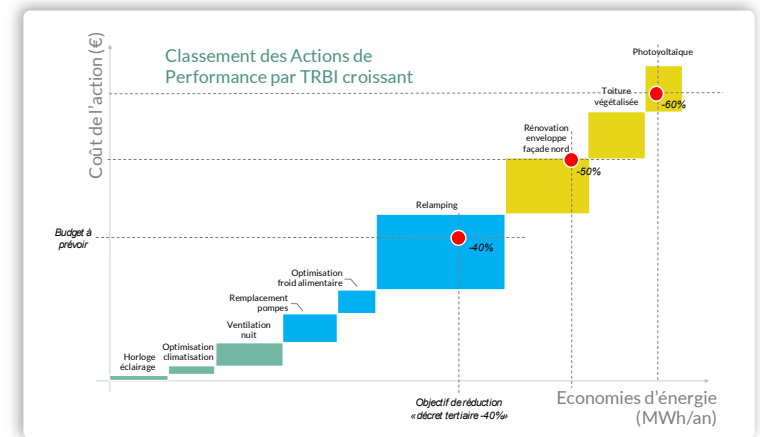 Classement des Actions de
Performance par TRBI croissant
Coût de l'action (€)
Photovoltaïque
-60%
Toiture
végétalisée
Rénovation
enveloppe
façade nord
-50%
Relamping
-40%
Budget à
prévoir
Optimisation
froid alimentaire
Remplacement
pompes
Ventilation
nuit
Optimisation
climatisation
Horloge
éclairage
Objectif de réduction
«décret tertiaire -40%»
Economies d'énergie
(MWh/an)